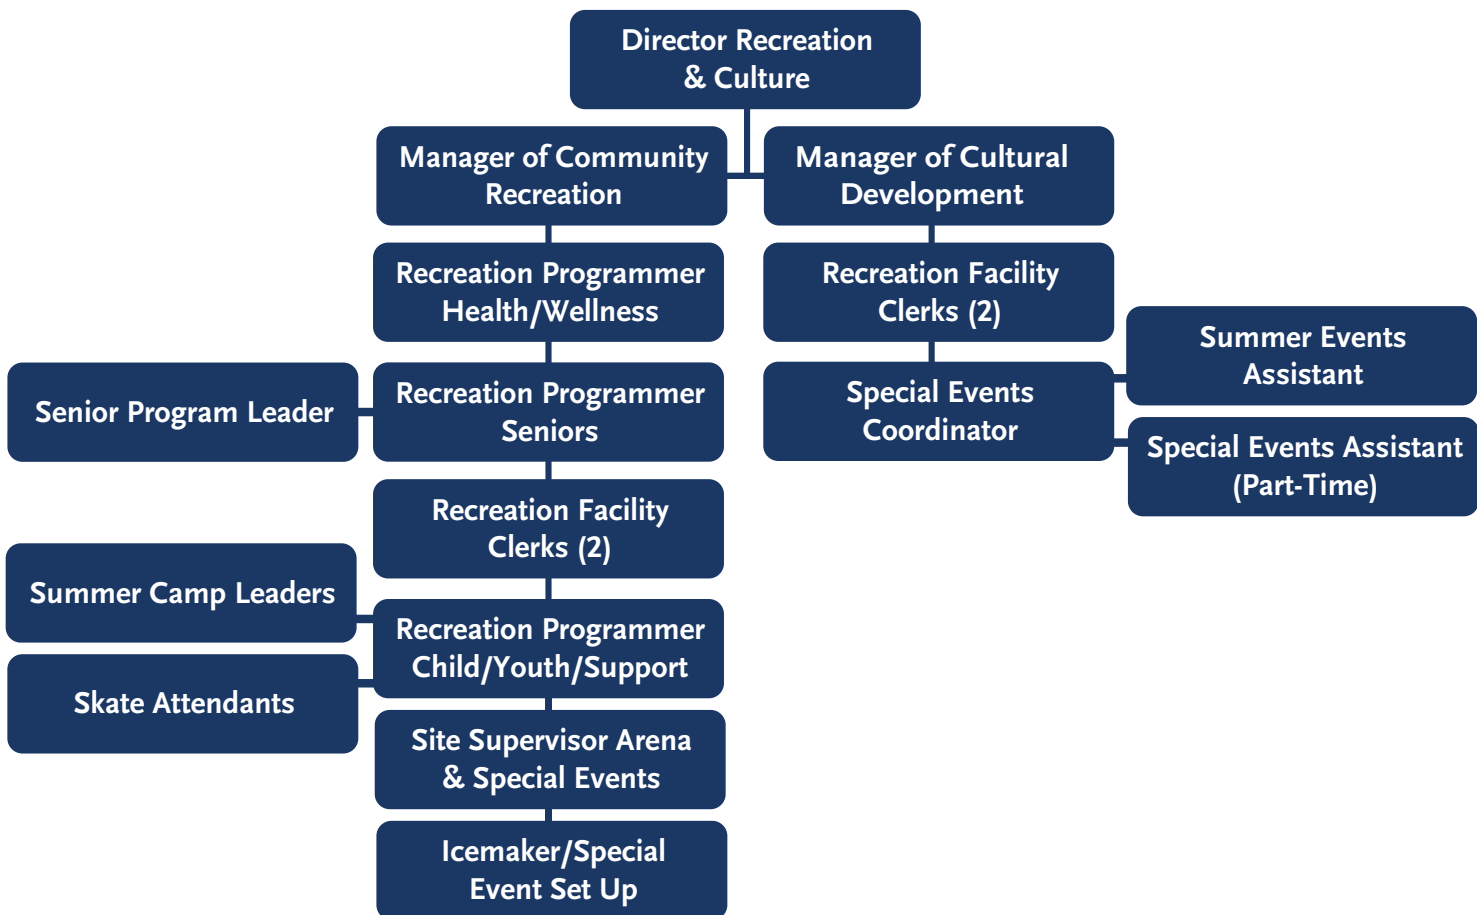 Director Recreation
& Culture
Manager of Community
Recreation
Manager of Cultural
Development
Recreation Programmer
Health/Wellness
Recreation Facility
Clerks (2)
Summer Events
Assistant
Senior Program Leader
Recreation Programmer
Seniors
Special Events
Coordinator
Special Events Assistant
(Part-Time)
Recreation Facility
Clerks (2)
Summer Camp Leaders
Recreation Programmer
Child/Youth/Support
Skate Attendants
Site Supervisor Arena
& Special Events
Icemaker/Special
Event Set Up